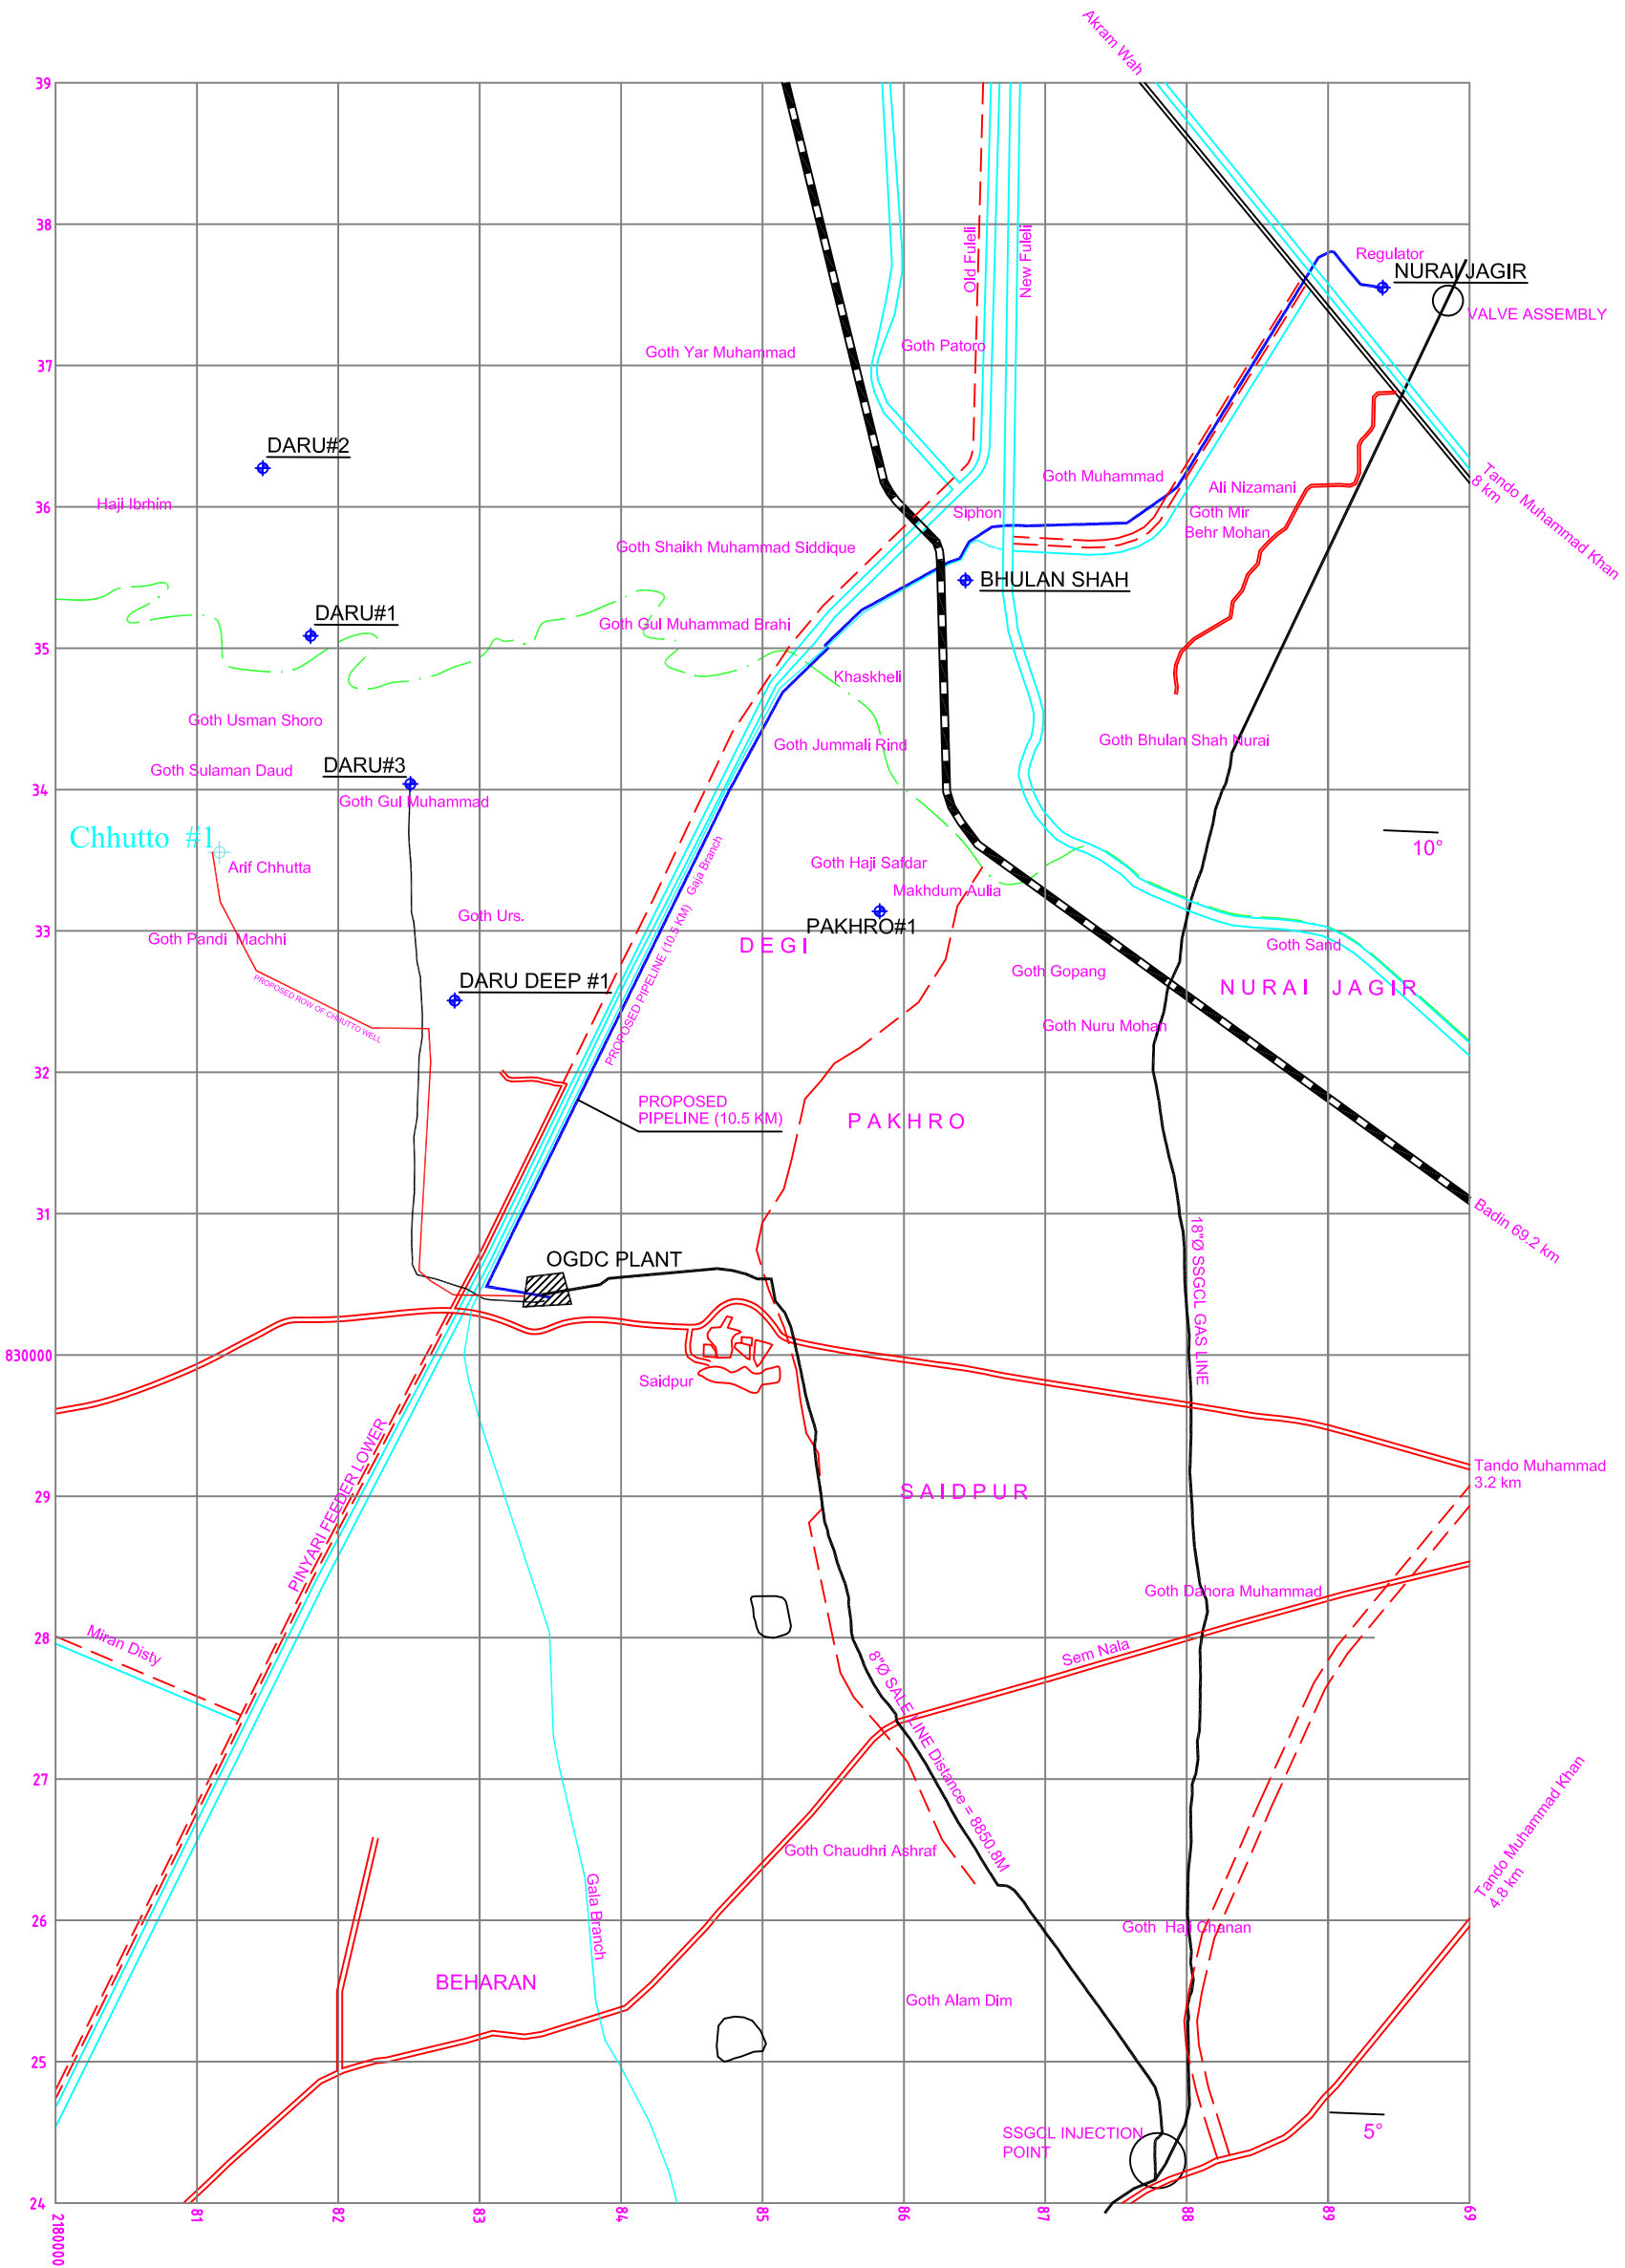 Akram Wah
39
38
Old Fuleli
New Fuleli
Regulator
NURAI JAGIR
VALVE ASSEMBLY
Goth Yar Muhammad
Goth Patoro
37
DARU#2
Goth Muhammad
Ali Nizamani
Tando Muhammad Khan
8 km
Haji Ibrhim
36
Siphon
Goth Mir
Behr Mohan
Goth Shaikh Muhammad Siddique
BHULAN SHAH
DARU#1
Goth Gul Muhammad Brahi
35
Khaskheli
Goth Usman Shoro
Goth Jummali Rind
Goth Bhulan Shah Nurai
Goth Sulaman Daud
DARU#3
34
Goth Gul Muhammad
Chhutto #1
10°
Arif Chhutta
Gaja Branch
Goth Haji Safdar
Makhdum Aulia
Goth Urs.
PAKHRO#1
33
Goth Pandi Machhi
DEGI
Goth Sand
PROPOSED PIPELINE (10.5 KM)
Goth Gopang
DARU DEEP #1
NURAI JAGIR
PROPOSED ROW OF CHHUTTO WELL
Goth Nuru Mohan
32
PROPOSED
PIPELINE (10.5 KM)
PAKHRO
31
Badin 69.2 km
18"Ø SSGCL GAS LINE
OGDC PLANT
830000
Saidpur
PINYARI FEEDER LOWER
Tando Muhammad
3.2 km
29
SAIDPUR
Goth Dahora Muhammad
28
Miran Disty
Sem Nala
8"Ø SALE LINE Distance = 8850.8M
27
Tando Muhammad Khan
4.8 km
Goth Chaudhri Ashraf
Gala Branch
26
Goth Haji Chanan
BEHARAN
Goth Alam Dim
25
SSGCL INJECTION
POINT
5°
24
2180000
81
82
83
84
85
86
87
88
89
69